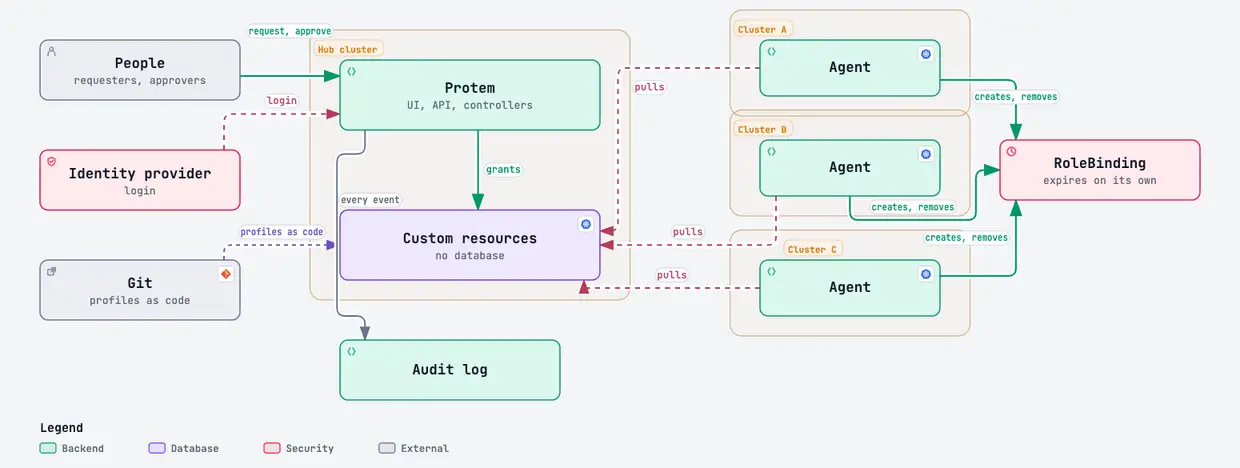 request, approve
Hub cluster
People
requesters, approvers
Protem
UI, API, controllers
login
Identity provider
login
grants
every event
profiles as code
Custom resources
no database
Git
profiles as code
Audit log
Cluster A
Agent
pulls
creates, removes
Cluster B
Agent
creates, removes
pulls
RoleBinding
expires on its own
creates, removes
Cluster C
Agent
pulls
Legend
Backend
Database
Security
External